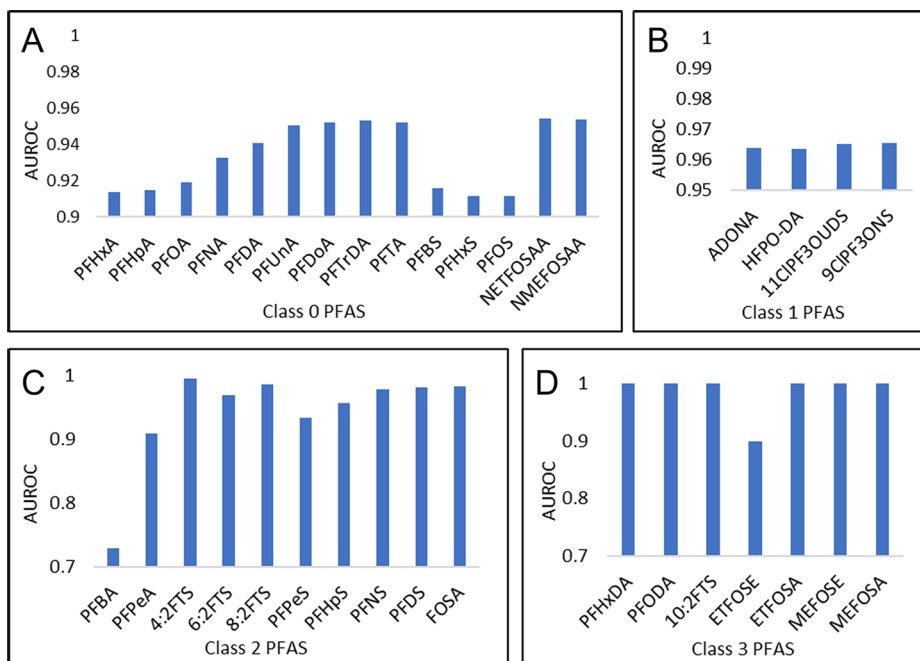 A
1
0.98
0.96
0.94
0.92
0.9
AUROC
PFHxA
PFHpA
PFOA
PFNA
PFDA
PFUnA
PFDoA
PFTrDA
PFTA
PFBS
PFHxS
PFOS
NETFOSAA
NMEFOSAA
Class 0 PFAS
B
1
0.99
0.98
0.97
0.96
0.95
AUROC
ADONA
HFPO-DA
11ClPF3OUDS
9ClPF3ONS
Class 1 PFAS
C
1
0.9
0.8
0.7
AUROC
PFBA
PFPeA
4:2FTS
6:2FTS
8:2FTS
PFPeS
PFHpS
PFNS
PFDS
FOSA
Class 2 PFAS
D
1
0.9
0.8
0.7
AUROC
PFHxDA
PFODA
10:2FTS
ETFOSE
ETFOSA
MEFOSE
MEFOSA
Class 3 PFAS